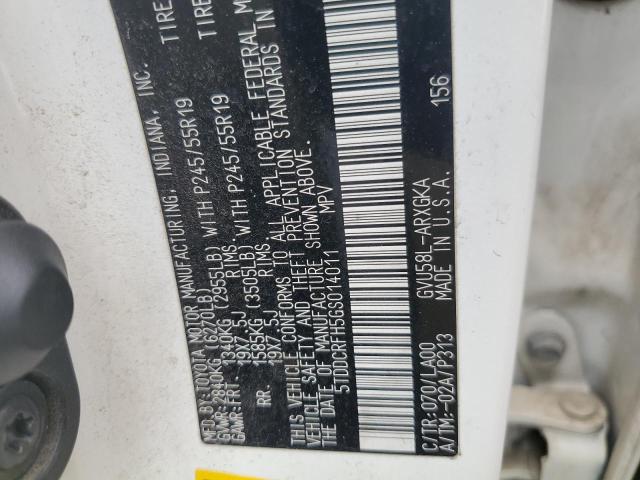 MFD. BY: TOYOTA MOTOR MANUFACTURING, INDIANA, INC.
GVWR: 2840KG (6270LB)
GAWR: FRT. 1340KG (2955LB) WITH P245/55R19 TIRE
19X7.5J RIMS,
RR 1585KG (3505LB) WITH P245/55R19 TIRE
19X7.5J RIMS,
THIS VEHICLE CONFORMS TO ALL APPLICABLE FEDERAL M
VEHICLE SAFETY AND THEFT PREVENTION STANDARDS IN
THE DATE OF MANUFACTURE SHOWN ABOVE.
5TDDCRFH5GS014011 MPV
C/TR: 070/LA00 GVU58L-ARXGKA 156
A/TM: -02A/P313 MADE IN U.S.A.